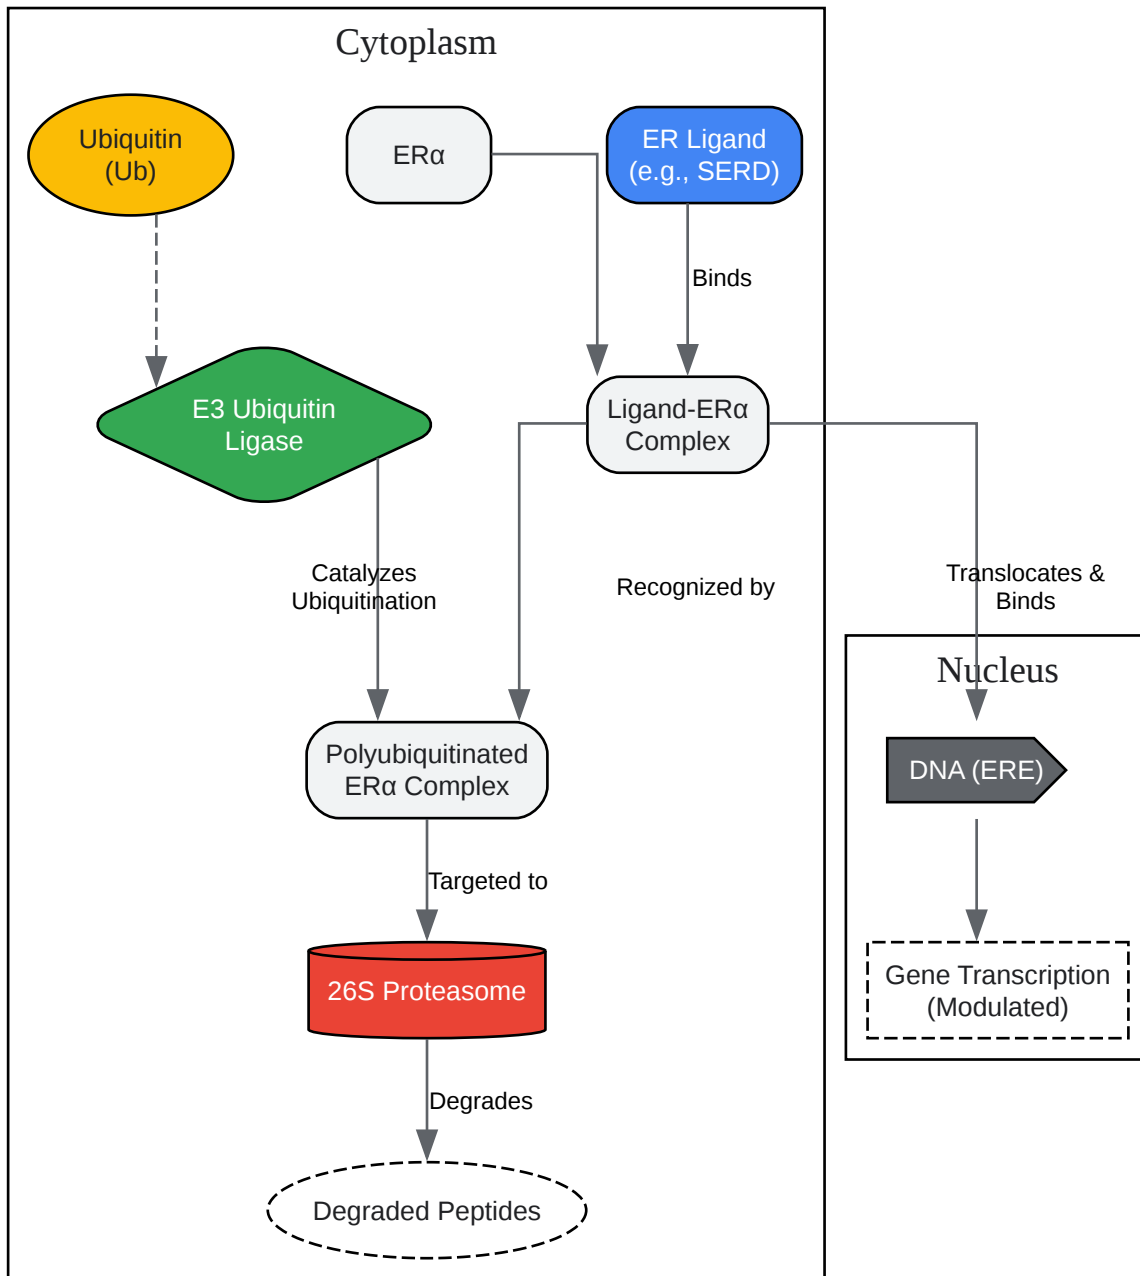 Cytoplasm
Ubiquitin
(Ub)
ERα
ER Ligand
(e.g., SERD)
Binds
E3 Ubiquitin
Ligase
Ligand-ERα
Complex
Catalyzes
Ubiquitination
Recognized by
Translocates &
Binds
Nucleus
Polyubiquitinated
ERα Complex
DNA (ERE)
Targeted to
26S Proteasome
Gene Transcription
(Modulated)
Degrades
Degraded Peptides